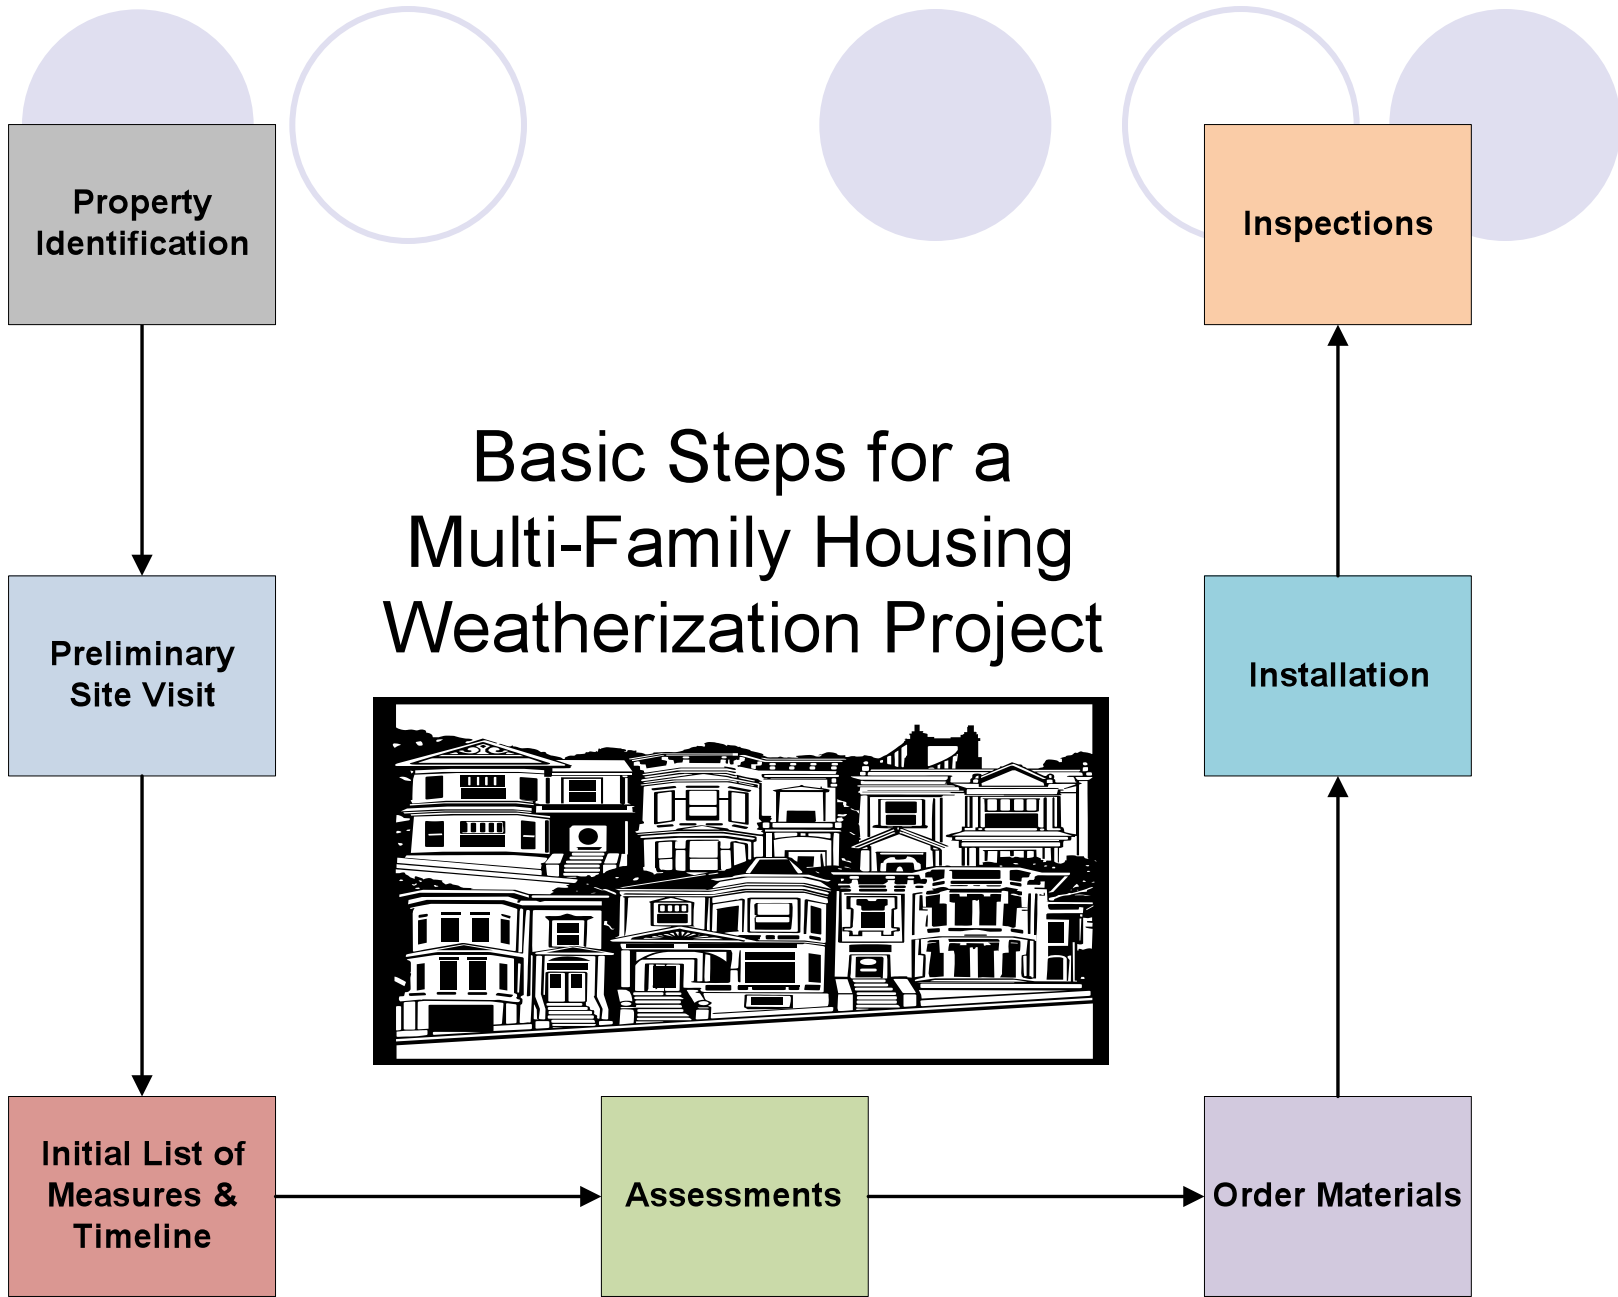 Property
Identification
Inspections
Basic Steps for a
Multi-Family Housing
Weatherization Project
Preliminary
Site Visit
Installation
Initial List of
Measures &
Timeline
Assessments
Order Materials